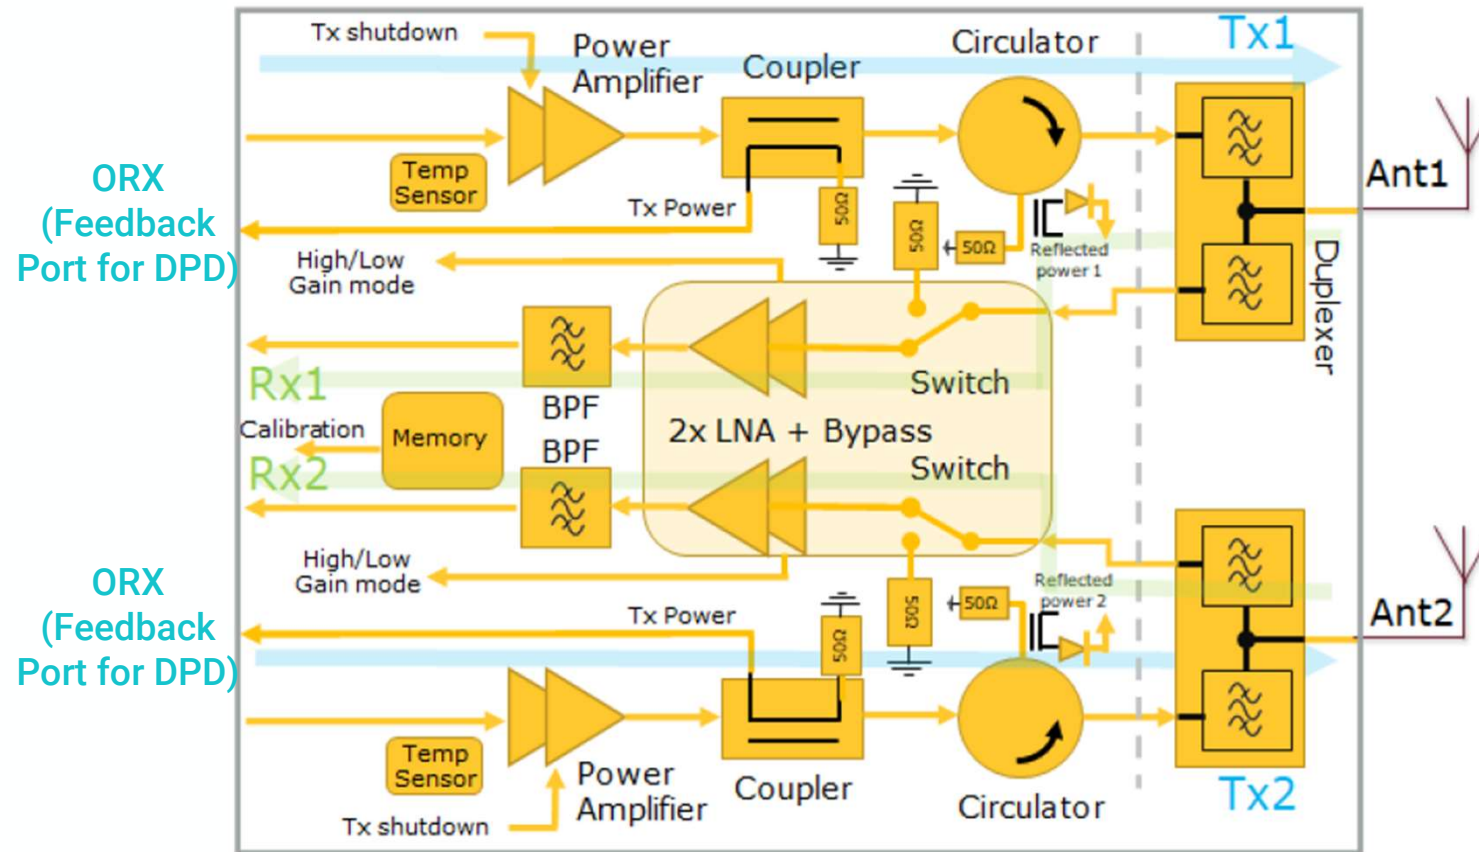 Tx shutdown
Power
Amplifier
Coupler
Circulator
Tx1
Temp
Sensor
ORX
(Feedback
Port for DPD)
Tx Power
50Ω
50Ω
50Ω
Reflected
power 1
Ant1
Duplexer
High/Low
Gain mode
Rx1
BPF
Switch
Calibration
Memory
2x LNA + Bypass
BPF
Switch
Rx2
High/Low
Gain mode
ORX
(Feedback
Port for DPD)
Tx Power
50Ω
50Ω
50Ω
Reflected
power 2
Ant2
Temp
Sensor
Power
Amplifier
Coupler
Circulator
Tx2
Tx shutdown